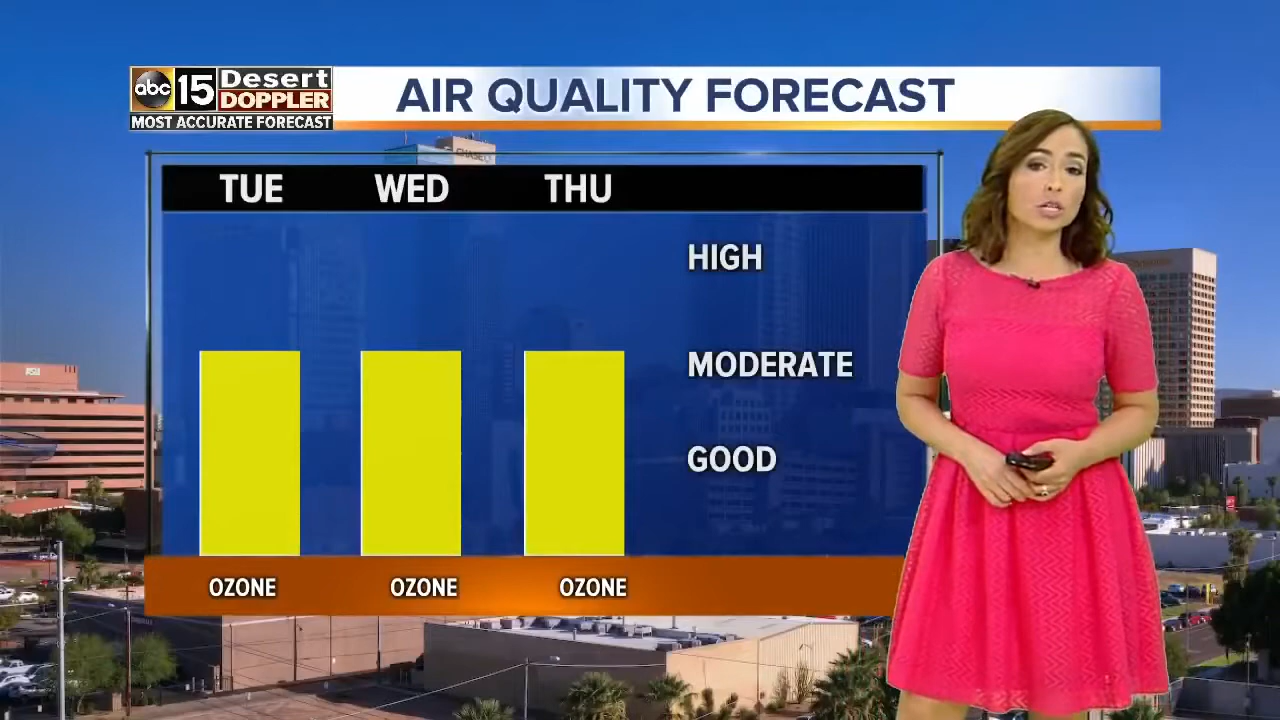 abc 15 Desert
DOPPLER
MOST ACCURATE FORECAST
AIR QUALITY FORECAST
CHASE
TUE WED THU
HIGH
MODERATE
GOOD
OZONE OZONE OZONE